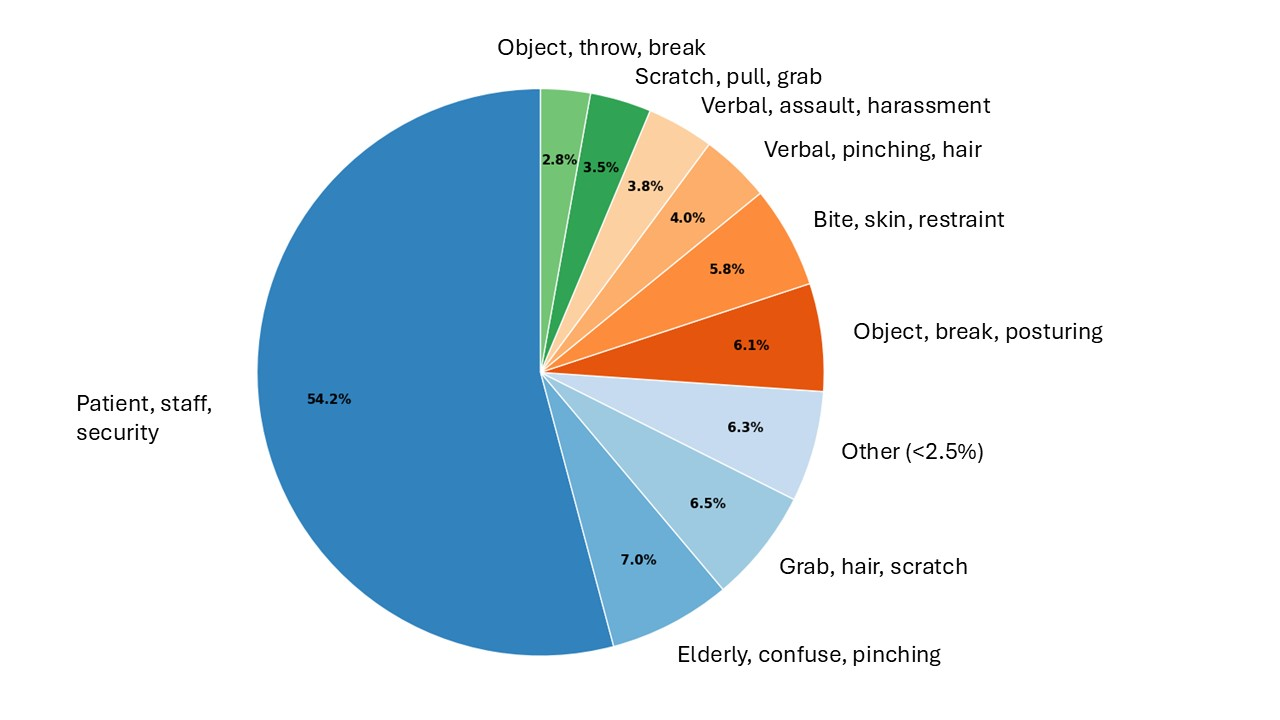 Object, throw, break
Scratch, pull, grab
Verbal, assault, harassment
Verbal, pinching, hair
2.8%
3.5%
3.8%
4.0%
Bite, skin, restraint
5.8%
Object, break, posturing
6.1%
Patient, staff,
security
54.2%
6.3%
Other (<2.5%)
6.5%
Grab, hair, scratch
7.0%
Elderly, confuse, pinching